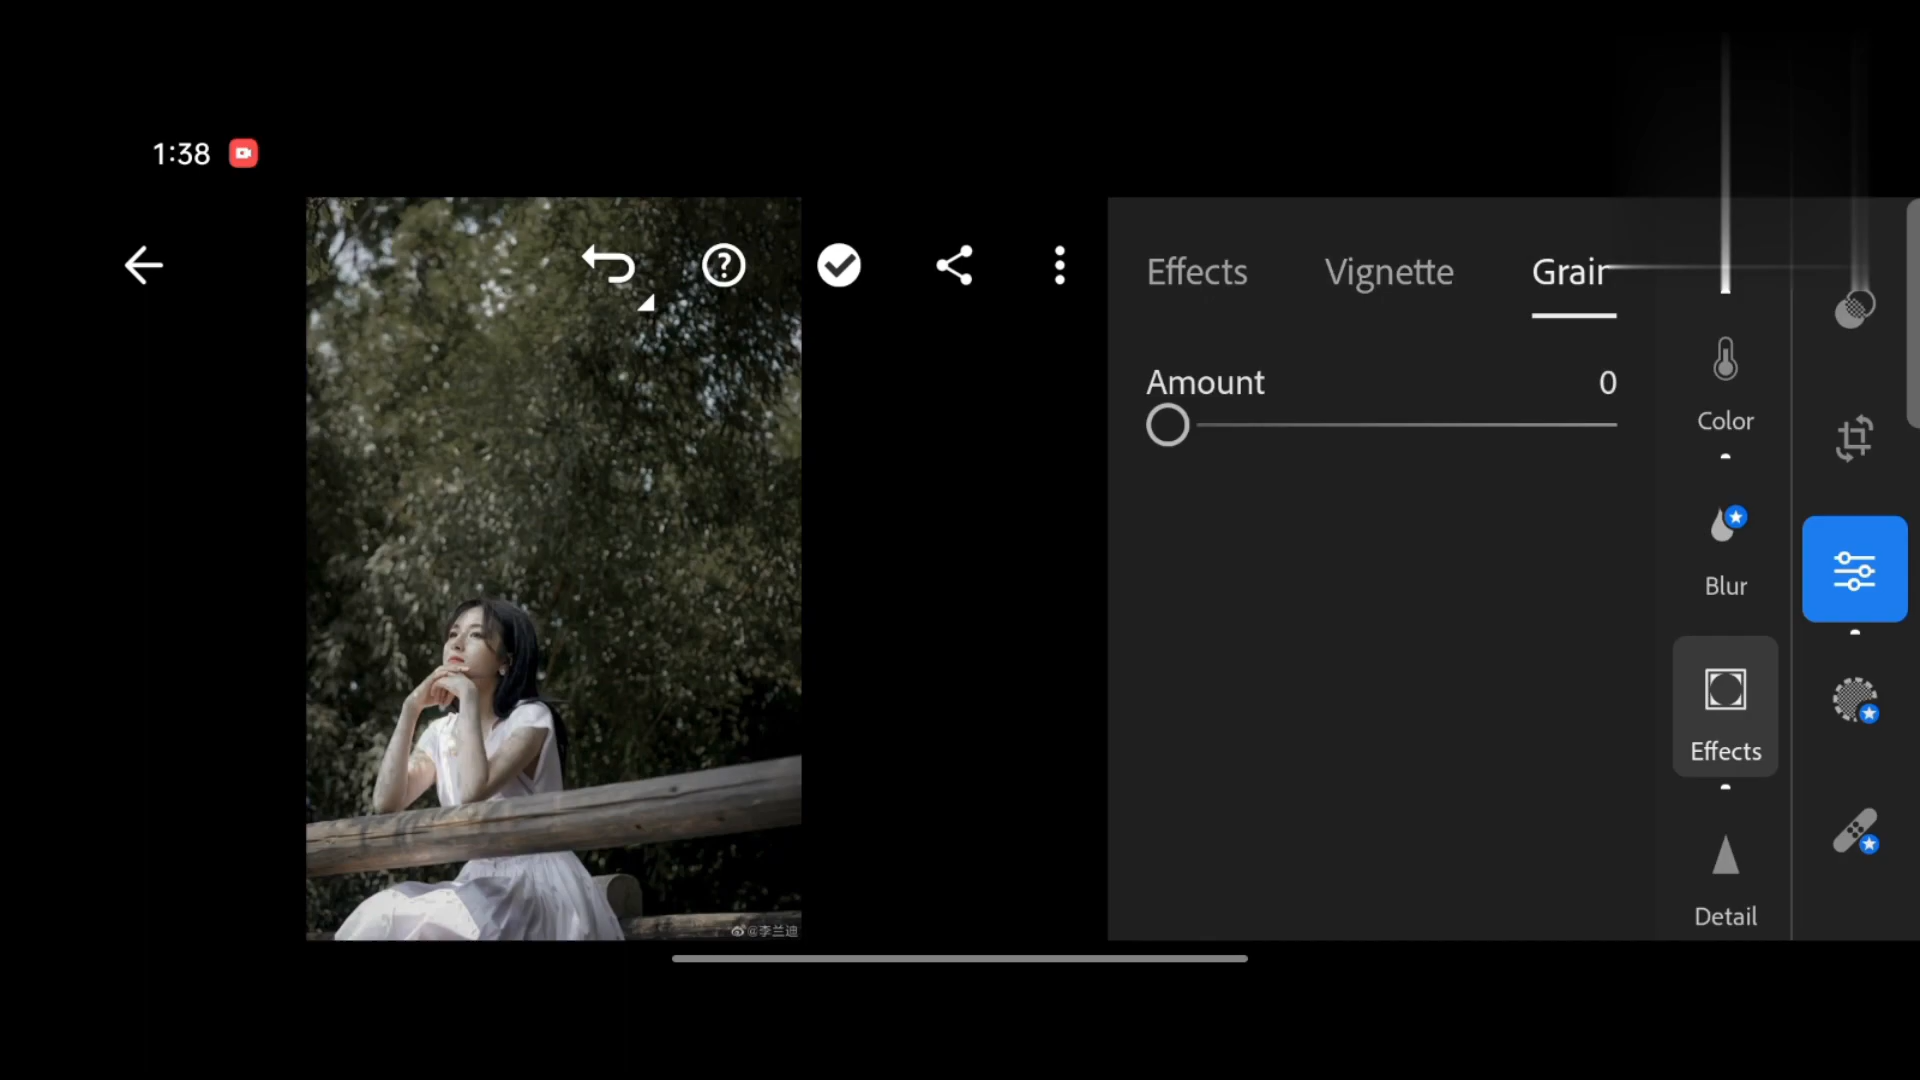 1:38
Effects
Vignette
Grain
Amount
0
Color
Blur
Effects
Detail
@李兰迪